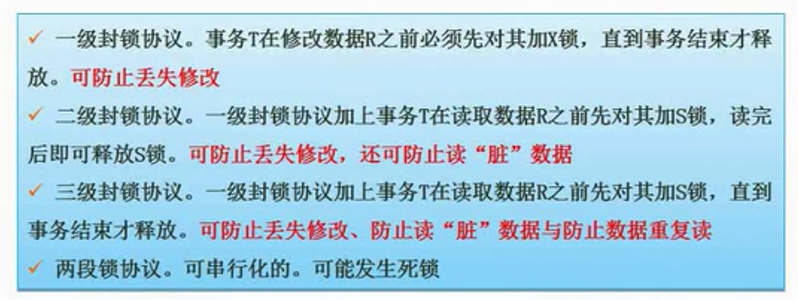 ✓ 一级封锁协议。事务T在修改数据R之前必须先对其加X锁，直到事务结束才释
放。可防止丢失修改
✓ 二级封锁协议。一级封锁协议加上事务T在读取数据R之前先对其加S锁，读完
后即可释放S锁。可防止丢失修改，还可防止读“脏”数据
✓ 三级封锁协议。一级封锁协议加上事务T在读取数据R之前先对其加S锁，直到
事务结束才释放。可防止丢失修改、防止读“脏”数据与防止数据重复读
✓ 两段锁协议。可串行化的。可能发生死锁